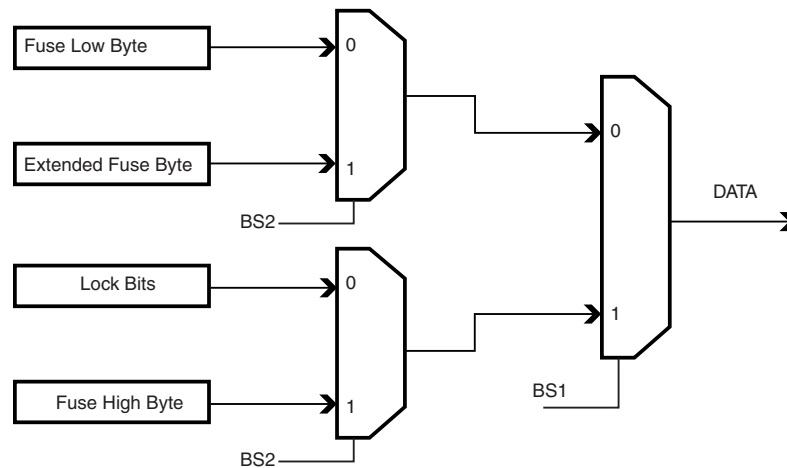 Fuse Low Byte
0
Extended Fuse Byte
1
BS2
0
DATA
Lock Bits
0
1
Fuse High Byte
1
BS1
BS2